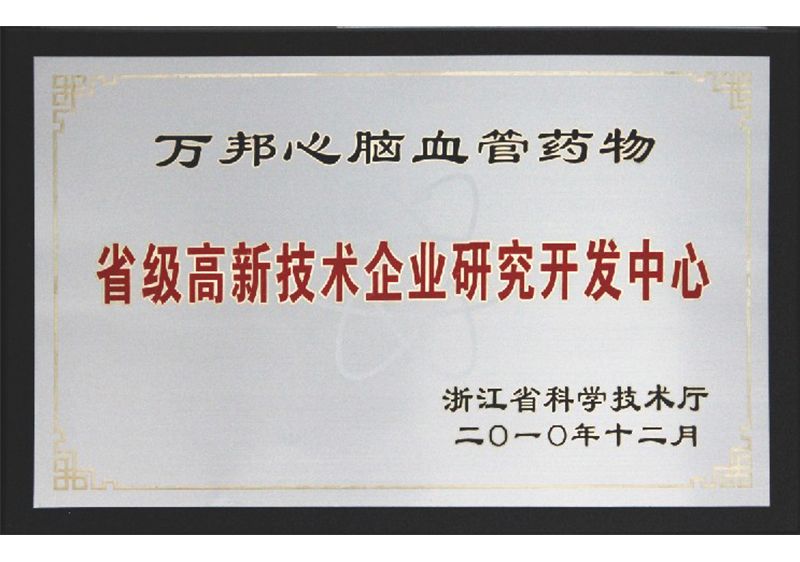 万邦心脑血管药物
省级高新技术企业研究开发中心
浙江省科学技术厅
二〇一〇年十二月